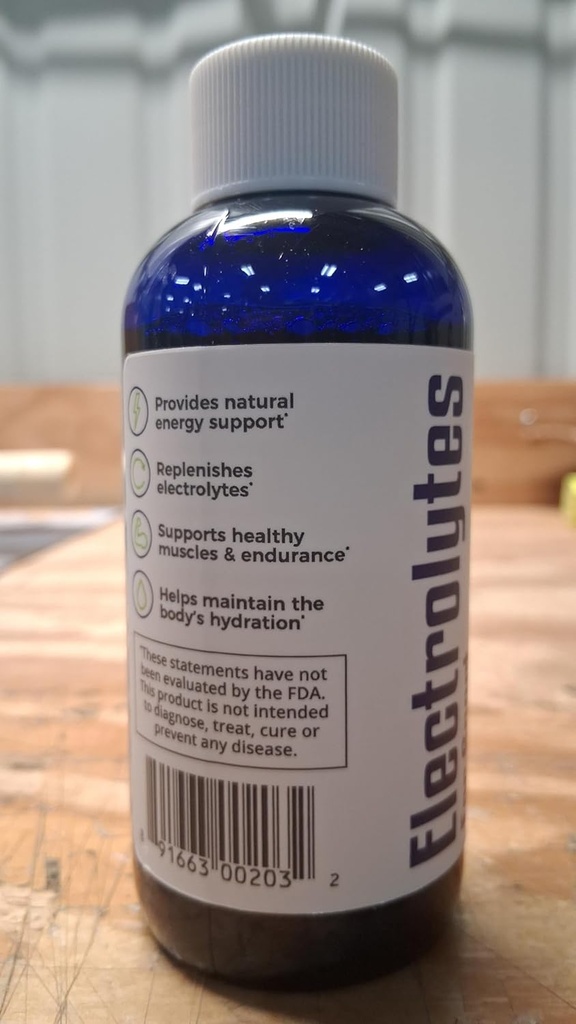 Provides natural
energy support*
Replenishes
electrolytes*
Supports healthy
muscles & endurance*
Helps maintain the
body's hydration*
*These statements have not
been evaluated by the FDA.
This product is not intended
to diagnose, treat, cure or
prevent any disease.
8 91663 00203 2
Electrolytes